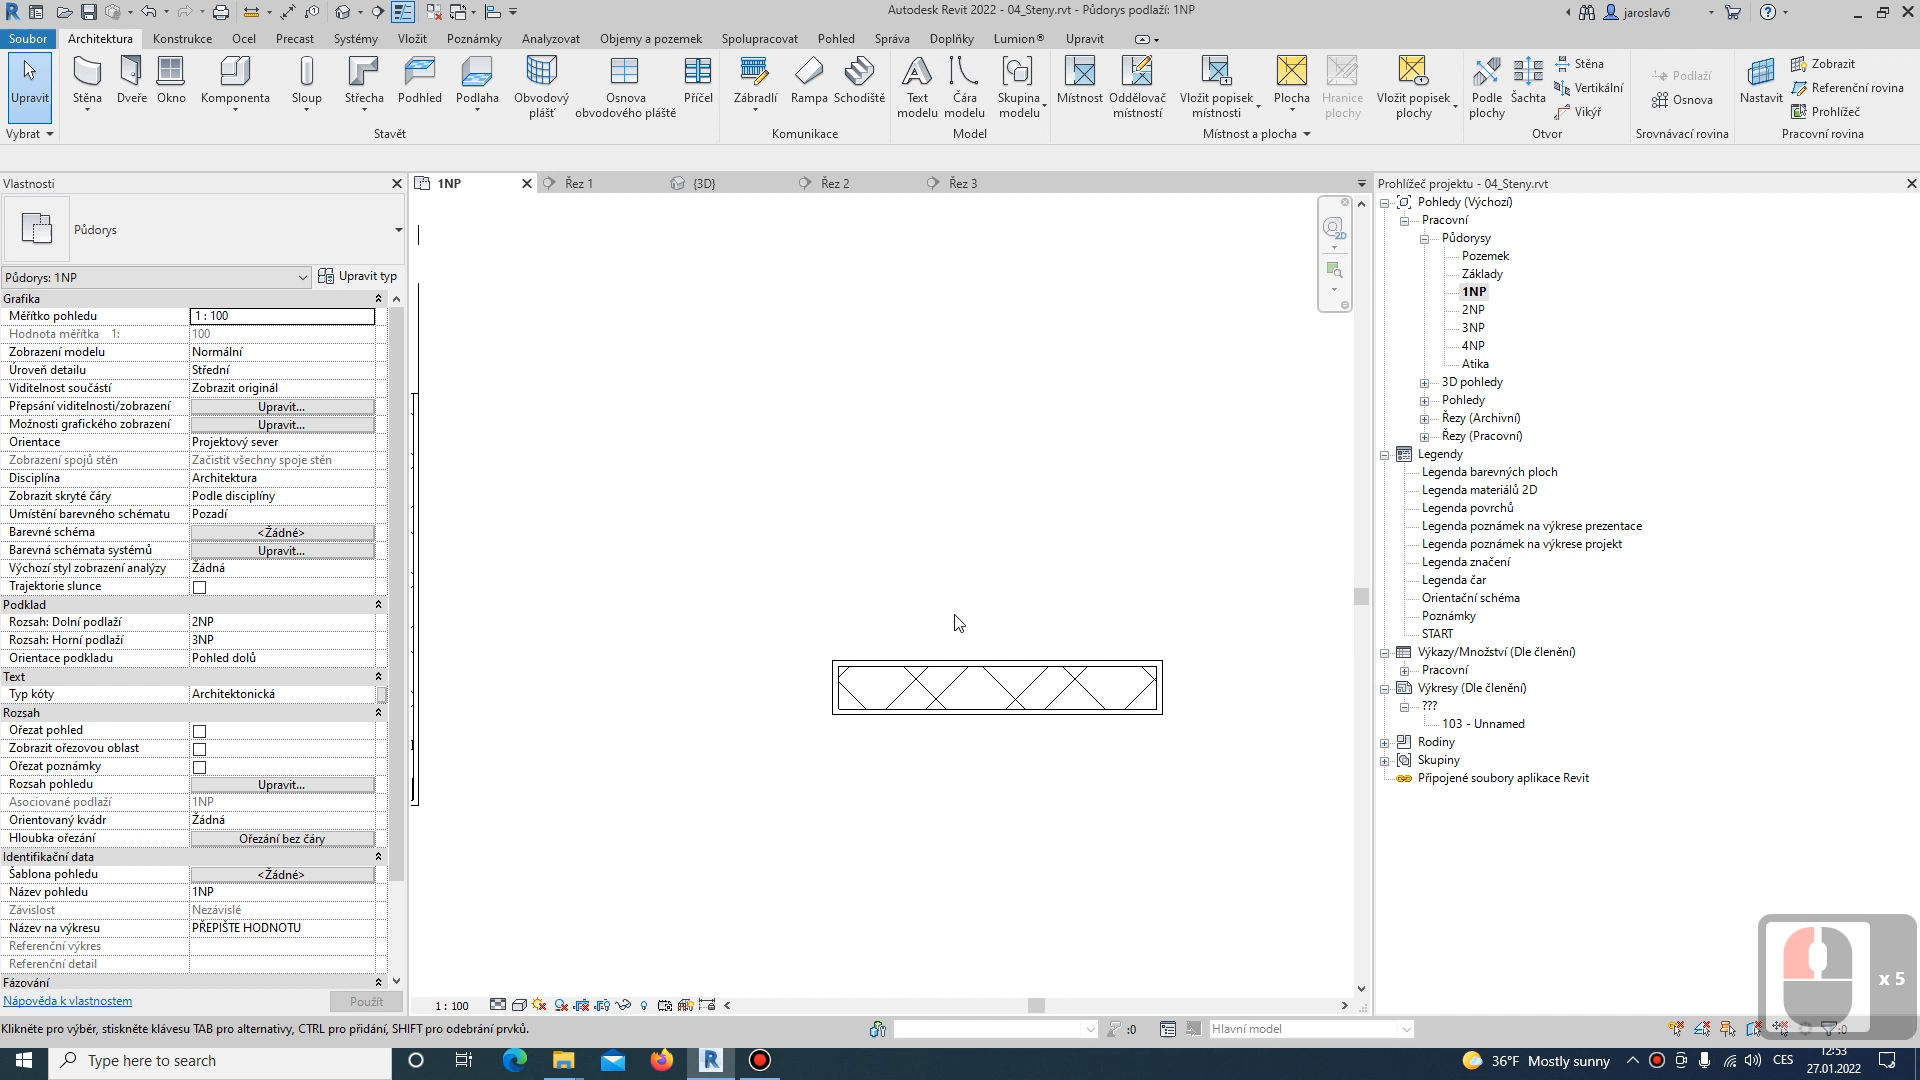 Autodesk Revit 2022 - 04_Steny.rvt - Půdorys podlaží: 1NP
jaroslav6
Soubor Architektura Konstrukce Ocel Precast Systémy Vložit Poznámky Analyzovat Objemy a pozemek Spolupracovat Pohled Správa Doplňky Lumion® Upravit
Upravit Stěna Dveře Okno Komponenta Sloup Střecha Podhled Podlaha Obvodový plášť Osnova obvodového pláště Příčel Zábradlí Rampa Schodiště Text modelu Čára modelu Skupina modelu Místnost Oddělovač místností Vložit popisek místnosti Plocha Hranice plochy Vložit popisek plochy Podle plochy Šachta Stěna Vertikální Vikýř Podlaží Osnova Nastavit Zobrazit Referenční rovina Prohlížeč
Vybrat Stavět Komunikace Model Místnost a plocha Otvor Srovnávací rovina Pracovní rovina
Vlastnosti
1NP Řez 1 {3D} Řez 2 Řez 3
2D
Půdorys
Půdorys: 1NP Upravit typ
Grafika
Měřítko pohledu 1 : 100
Hodnota měřítka 1: 100
Zobrazení modelu Normální
Úroveň detailu Střední
Viditelnost součástí Zobrazit originál
Přepsání viditelnosti/zobrazení Upravit...
Možnosti grafického zobrazení Upravit...
Orientace Projektový sever
Zobrazení spojů stěn Začistit všechny spoje stěn
Disciplína Architektura
Zobrazit skryté čáry Podle disciplíny
Umístění barevného schématu Pozadí
Barevné schéma <Žádné>
Barevná schémata systémů Upravit...
Výchozí styl zobrazení analýzy Žádná
Trajektorie slunce
Podklad
Rozsah: Dolní podlaží 2NP
Rozsah: Horní podlaží 3NP
Orientace podkladu Pohled dolů
Text
Typ kóty Architektonická
Rozsah
Ořezat pohled
Zobrazit ořezovou oblast
Ořezat poznámky
Rozsah pohledu Upravit...
Asociované podlaží 1NP
Orientovaný kvádr Žádná
Hloubka ořezání Ořezání bez čáry
Identifikační data
Šablona pohledu <Žádné>
Název pohledu 1NP
Závislost Nezávislé
Název na výkresu PŘEPIŠTE HODNOTU
Referenční výkres
Referenční detail
Fázování
Nápověda k vlastnostem Použít
1 : 100
Prohlížeč projektu - 04_Steny.rvt
Pohledy (Výchozí)
Pracovní
Půdorysy
Pozemek
Základy
1NP
2NP
3NP
4NP
Atika
3D pohledy
Pohledy
Řezy (Archivní)
Řezy (Pracovní)
Legendy
Legenda barevných ploch
Legenda materiálů 2D
Legenda povrchů
Legenda poznámek na výkrese prezentace
Legenda poznámek na výkrese projekt
Legenda značení
Legenda čar
Orientační schéma
Poznámky
START
Výkazy/Množství (Dle členění)
Pracovní
Výkresy (Dle členění)
???
103 - Unnamed
Rodiny
Skupiny
Připojené soubory aplikace Revit
x 5
Klikněte pro výběr, stiskněte klávesu TAB pro alternativy, CTRL pro přidání, SHIFT pro odebrání prvků. :0 Hlavní model :0
Type here to search 36°F Mostly sunny CES 12:53
27.01.2022